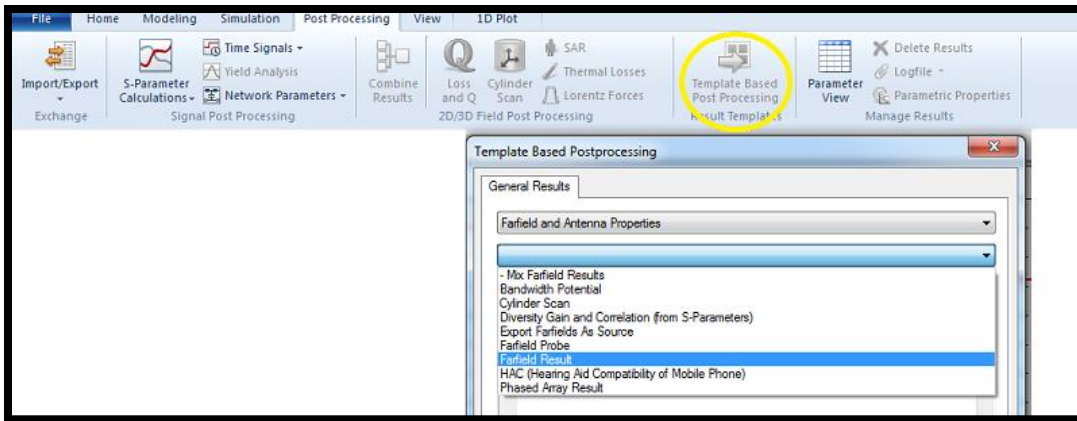 File Home Modeling Simulation Post Processing View 1D Plot
Import/Export
S-Parameter
Calculations
Time Signals
Yield Analysis
Network Parameters
Combine
Results
Loss
and Q
Cylinder
Scan
SAR
Thermal Losses
Lorentz Forces
Template Based
Post Processing
Parameter
View
Delete Results
Logfile
Parametric Properties
Exchange Signal Post Processing 2D/3D Field Post Processing Result Templates Manage Results
Template Based Postprocessing
General Results
Farfield and Antenna Properties
- Mix Farfield Results
Bandwidth Potential
Cylinder Scan
Diversity Gain and Correlation (from S-Parameters)
Export Farfields As Source
Farfield Probe
Farfield Result
HAC (Hearing Aid Compatibility of Mobile Phone)
Phased Array Result